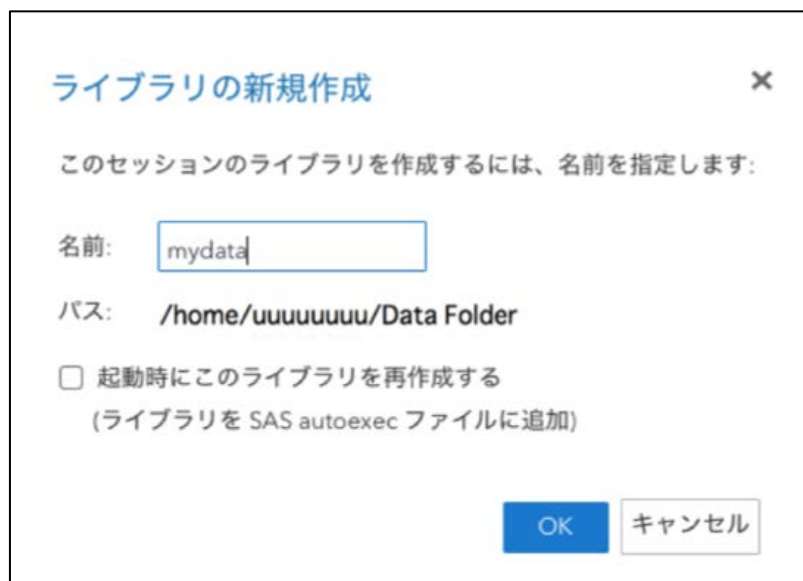 ライブラリの新規作成
×
このセッションのライブラリを作成するには、名前を指定します:
名前: mydata
パス: /home/uuuuuuuu/Data Folder
起動時にこのライブラリを再作成する
(ライブラリを SAS autoexec ファイルに追加)
OK キャンセル